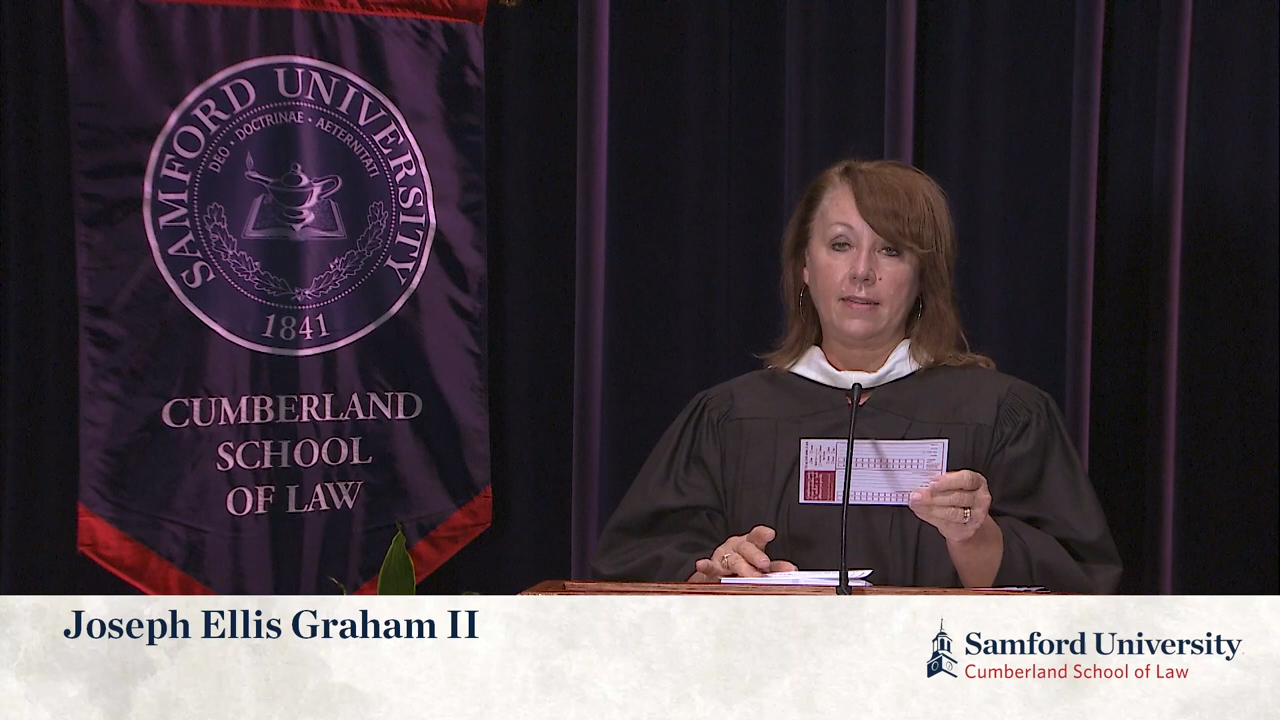 SAMFORD UNIVERSITY
DEO • DOCTRINAE • AETERNITATI
1841
CUMBERLAND
SCHOOL
OF LAW
Joseph Ellis Graham II
Samford University
Cumberland School of Law